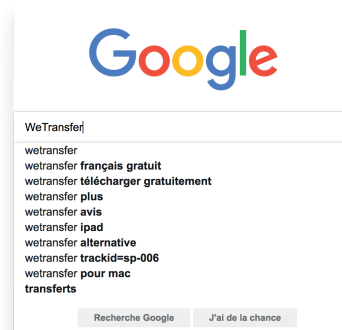 Google
WeTransfer
wetransfer
wetransfer français gratuit
wetransfer télécharger gratuitement
wetransfer plus
wetransfer avis
wetransfer ipad
wetransfer alternative
wetransfer trackid=sp-006
wetransfer pour mac
transferts
Recherche Google J'ai de la chance